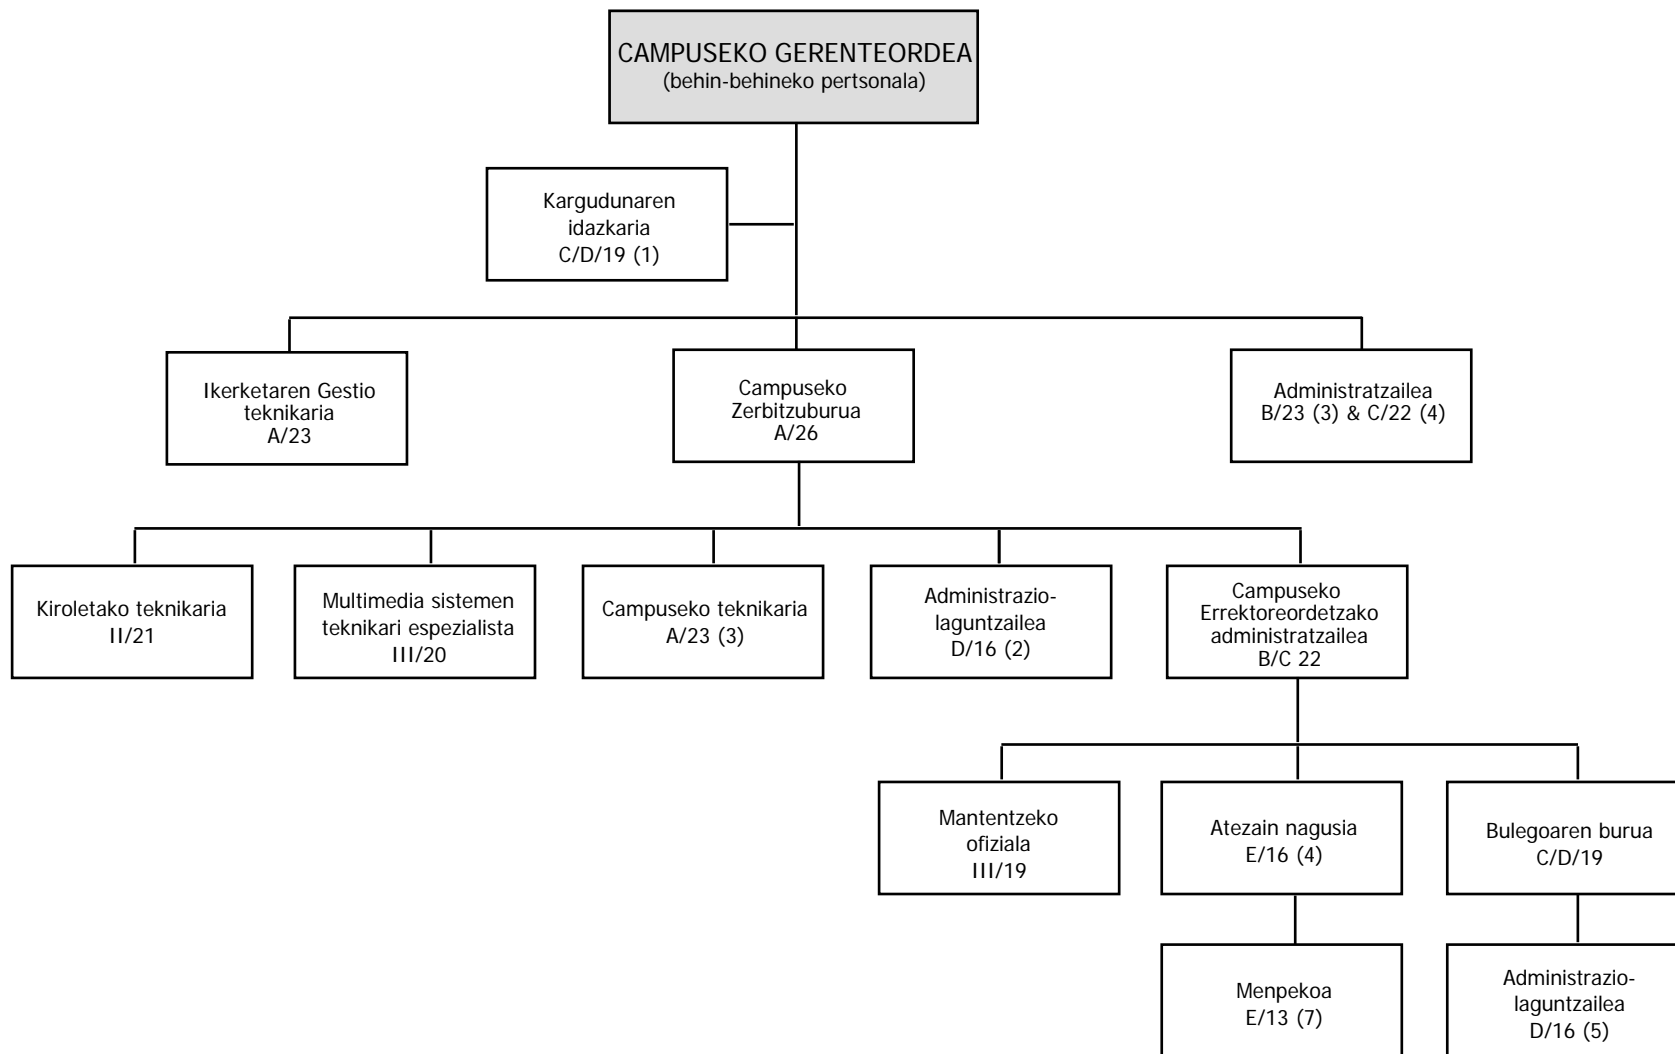 CAMPUSEKO GERENTEORDEA
(behin-behineko pertsonala)
Kargudunaren
idazkaria
C/D/19 (1)
Ikerketaren Gestio
teknikaria
A/23
Campuseko
Zerbitzuburua
A/26
Administratzailea
B/23 (3) & C/22 (4)
Kiroletako teknikaria
II/21
Multimedia sistemen
teknikari espezialista
III/20
Campuseko teknikaria
A/23 (3)
Administrazio-
laguntzailea
D/16 (2)
Campuseko
Errektoreordetzako
administratzailea
B/C 22
Mantentzeko
ofiziala
III/19
Atezain nagusia
E/16 (4)
Bulegoaren burua
C/D/19
Menpekoa
E/13 (7)
Administrazio-
laguntzailea
D/16 (5)